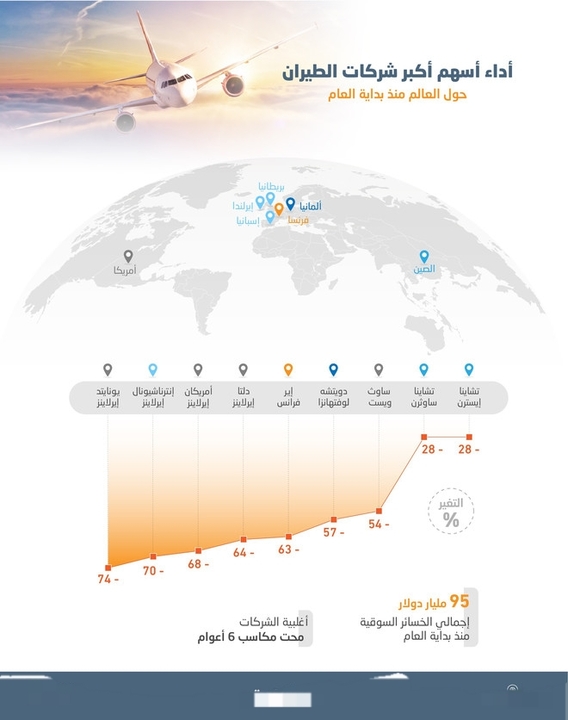 أداء أسهم أكبر شركات الطيران
حول العالم منذ بداية العام
بريطانيا
إيرلندا
ألمانيا
إسبانيا
فرنسا
أمريكا
الصين
تشاينا إيسترن
تشاينا ساوثرن
ساوث ويست
دويتشه لوفتهانزا
إير فرانس
دلتا إيرلاينز
أمريكان إيرلاينز
إنترناشيونال إيرلاينز
يونايتد إيرلاينز
28 -
28 -
54 -
57 -
63 -
64 -
68 -
70 -
74 -
التغير
%
95 مليار دولار
إجمالي الخسائر السوقية
منذ بداية العام
أغلبية الشركات
محت مكاسب 6 أعوام